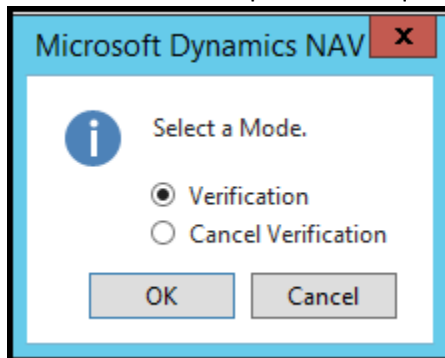 Microsoft Dynamics NAV
Select a Mode.
Verification
Cancel Verification
OK Cancel